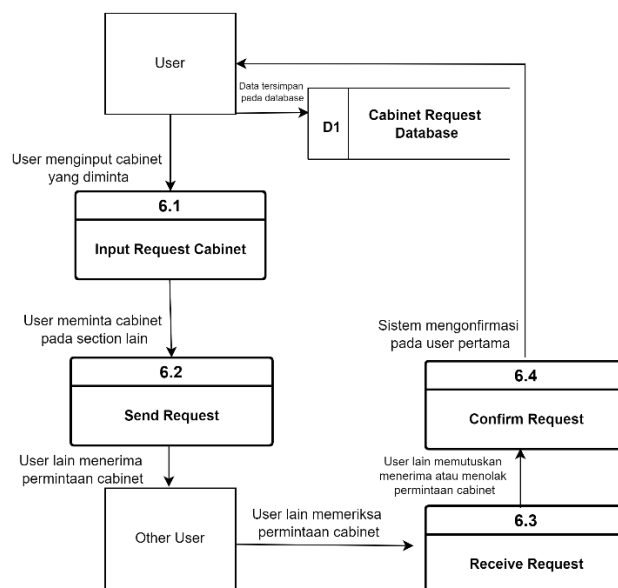 User
Data tersimpan
pada database
D1
Cabinet Request
Database
User menginput cabinet
yang diminta
6.1
Input Request Cabinet
User meminta cabinet
pada section lain
6.2
Send Request
User lain menerima
permintaan cabinet
Other User
User lain memeriksa
permintaan cabinet
6.3
Receive Request
User lain memutuskan
menerima atau menolak
permintaan cabinet
6.4
Confirm Request
Sistem mengonfirmasi
pada user pertama